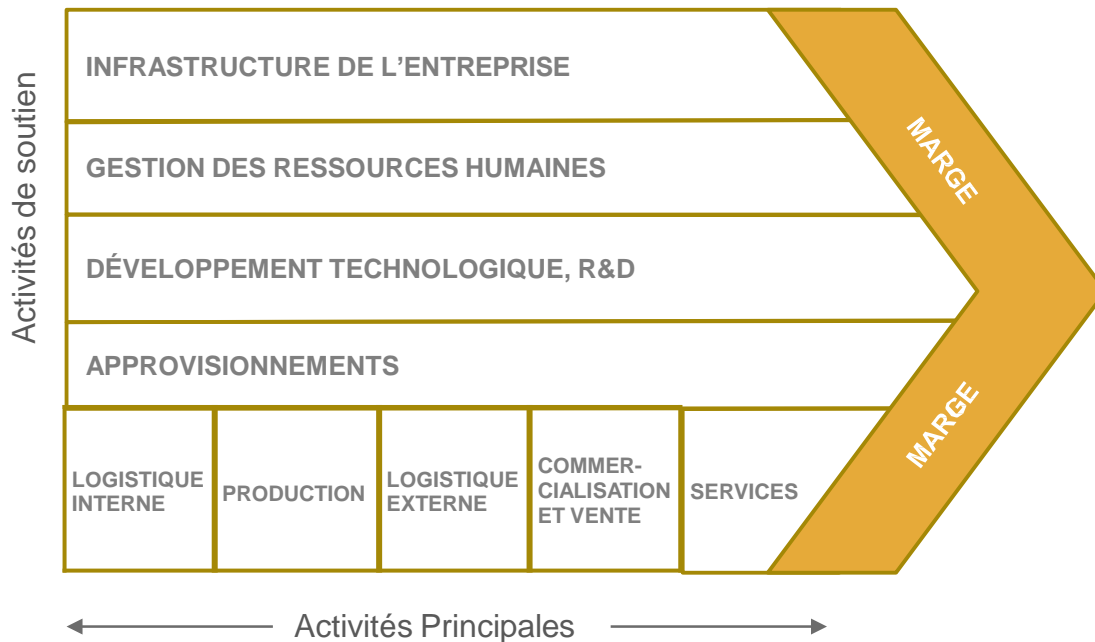 Activités de soutien
INFRASTRUCTURE DE L’ENTREPRISE
GESTION DES RESSOURCES HUMAINES
DÉVELOPPEMENT TECHNOLOGIQUE, R&D
APPROVISIONNEMENTS
MARGE
MARGE
LOGISTIQUE
INTERNE
PRODUCTION
LOGISTIQUE
EXTERNE
COMMER-
CIALISATION
ET VENTE
SERVICES
Activités Principales